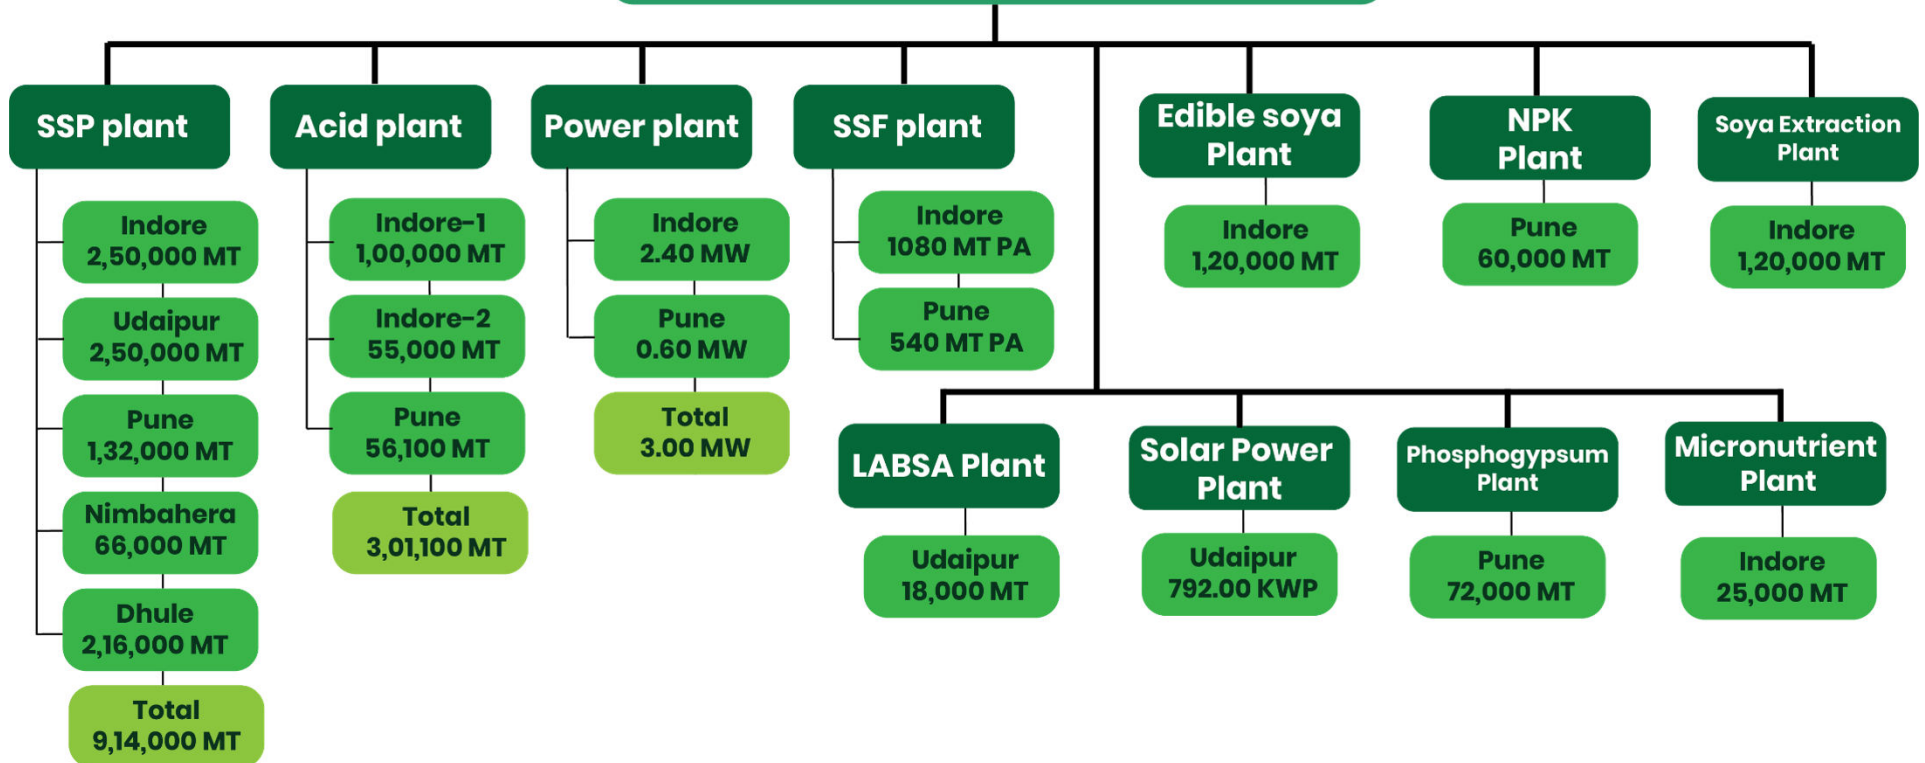 SSP plant
Indore
2,50,000 MT
Udaipur
2,50,000 MT
Pune
1,32,000 MT
Nimbahera
66,000 MT
Dhule
2,16,000 MT
Total
9,14,000 MT
Acid plant
Indore-1
1,00,000 MT
Indore-2
55,000 MT
Pune
56,100 MT
Total
3,01,100 MT
Power plant
Indore
2.40 MW
Pune
0.60 MW
Total
3.00 MW
SSF plant
Indore
1080 MT PA
Pune
540 MT PA
Edible soya
Plant
Indore
1,20,000 MT
NPK
Plant
Pune
60,000 MT
Soya Extraction
Plant
Indore
1,20,000 MT
LABSA Plant
Udaipur
18,000 MT
Solar Power
Plant
Udaipur
792.00 KWP
Phosphogypsum
Plant
Pune
72,000 MT
Micronutrient
Plant
Indore
25,000 MT